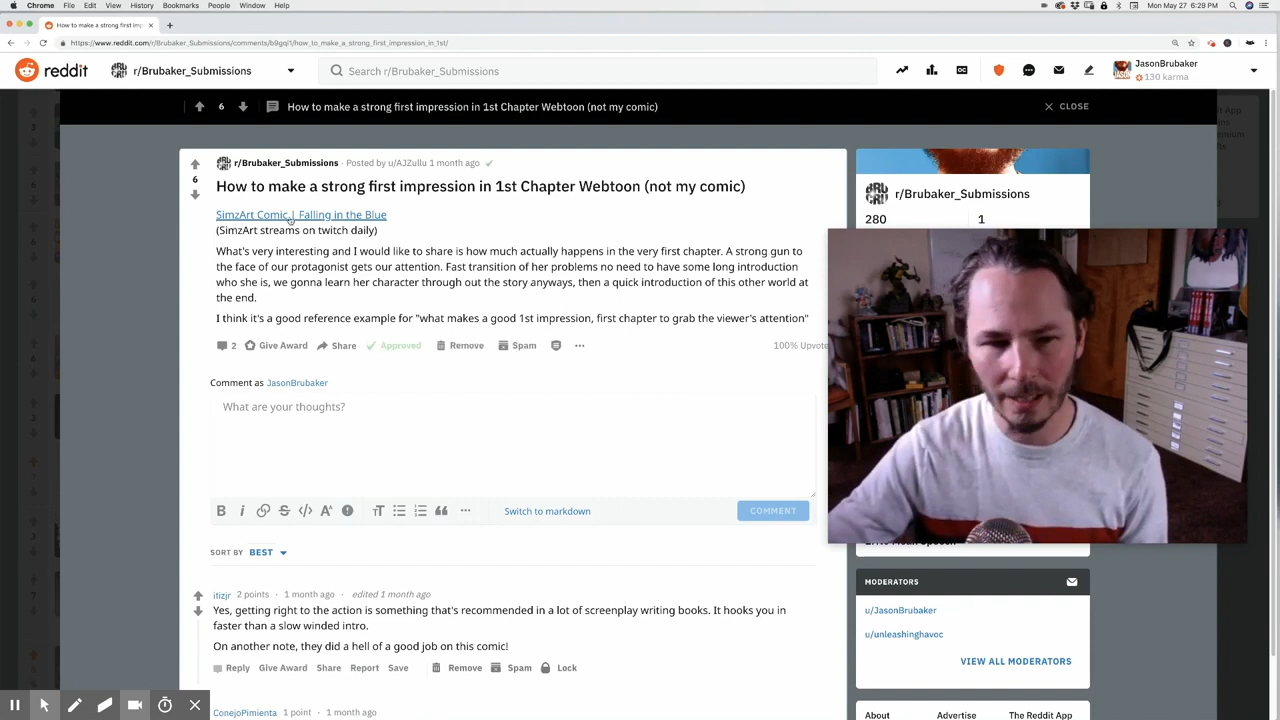 Chrome File Edit View History Bookmarks People Window Help
Mon May 27 6:29 PM
How to make a strong first imp
https://www.reddit.com/r/Brubaker_Submissions/comments/b9gqi1/how_to_make_a_strong_first_impression_in_1st/
reddit r/Brubaker_Submissions Search r/Brubaker_Submissions JasonBrubaker
130 karma
6 How to make a strong first impression in 1st Chapter Webtoon (not my comic) CLOSE
r/Brubaker_Submissions · Posted by u/AJZullu 1 month ago
6
How to make a strong first impression in 1st Chapter Webtoon (not my comic)
SimzArt Comic | Falling in the Blue
(SimzArt streams on twitch daily)
What's very interesting and I would like to share is how much actually happens in the very first chapter. A strong gun to
the face of our protagonist gets our attention. Fast transition of her problems no need to have some long introduction
who she is, we gonna learn her character through out the story anyways, then a quick introduction of this other world at
the end.
I think it's a good reference example for "what makes a good 1st impression, first chapter to grab the viewer's attention"
2 Give Award Share Approved Remove Spam 100% Upvote
Comment as JasonBrubaker
What are your thoughts?
B i Switch to markdown COMMENT
SORT BY BEST
itizjr 2 points · 1 month ago · edited 1 month ago
Yes, getting right to the action is something that's recommended in a lot of screenplay writing books. It hooks you in
faster than a slow winded intro.
On another note, they did a hell of a good job on this comic!
Reply Give Award Share Report Save Remove Spam Lock
ConejoPimienta 1 point · 1 month ago
r/Brubaker_Submissions
280 1
MODERATORS
u/JasonBrubaker
u/unleashinghavoc
VIEW ALL MODERATORS
About Advertise The Reddit App